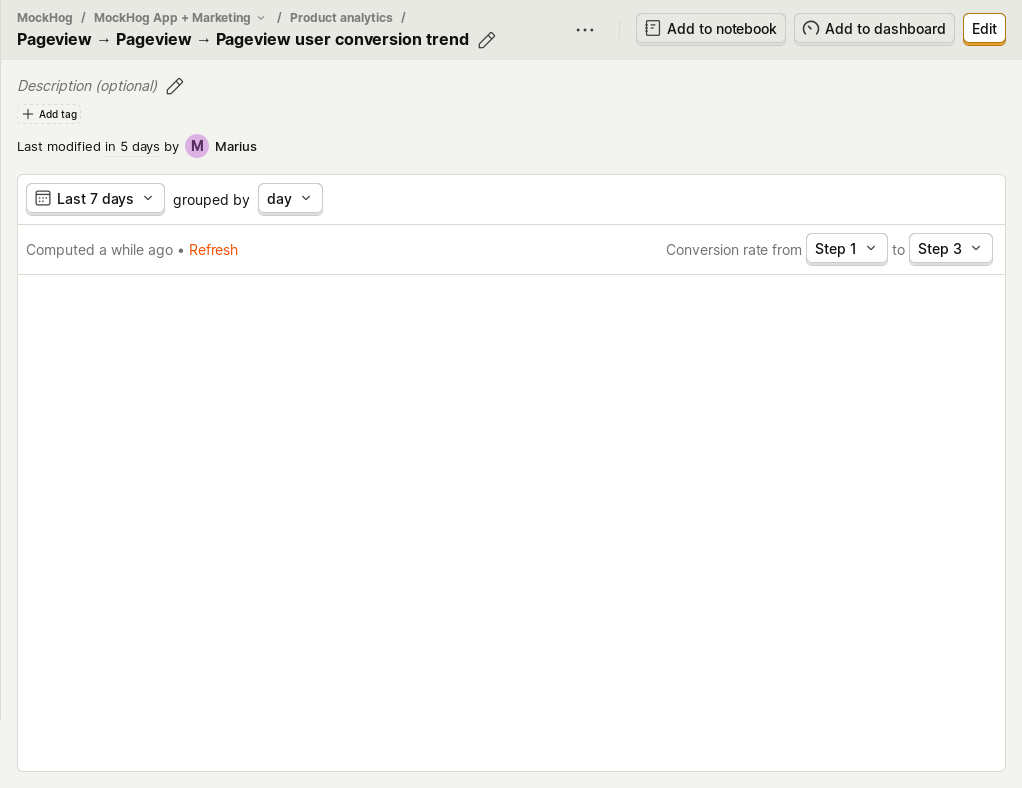 MockHog / MockHog App + Marketing / Product analytics /
Pageview → Pageview → Pageview user conversion trend
Add to notebook
Add to dashboard
Edit
Description (optional)
Add tag
Last modified in 5 days by M Marius
Last 7 days grouped by day
Computed a while ago • Refresh
Conversion rate from Step 1 to Step 3